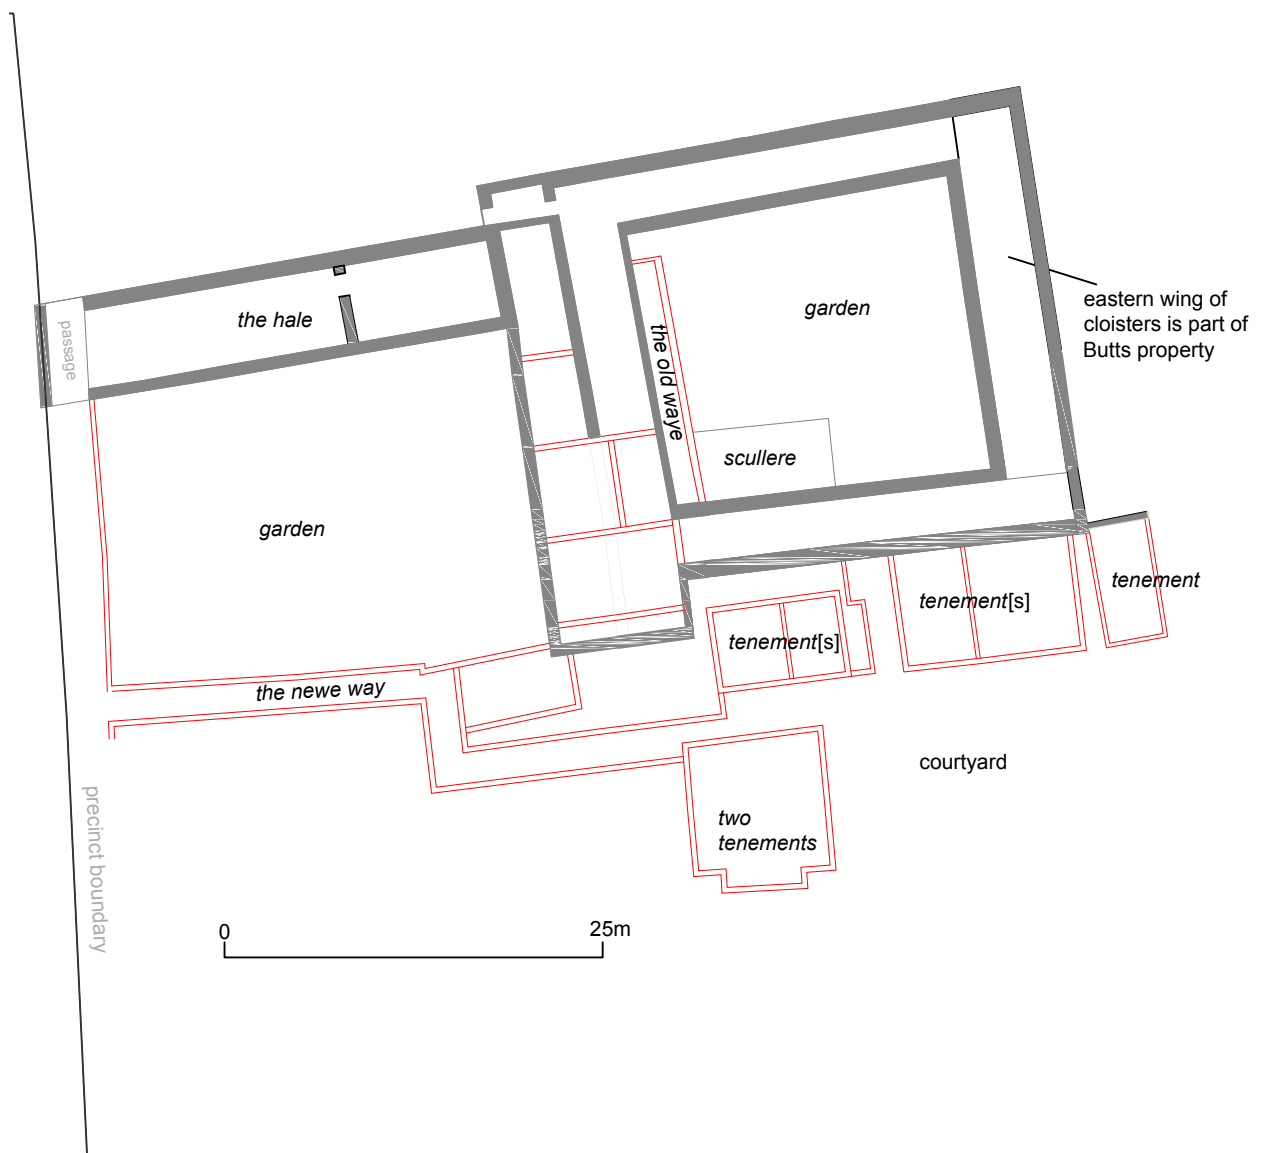 eastern wing of
cloisters is part of
Butts property
garden
the hale
passage
the old waye
scullere
garden
tenement
tenement[s]
tenement[s]
the newe way
courtyard
two
tenements
precinct boundary
0
25m